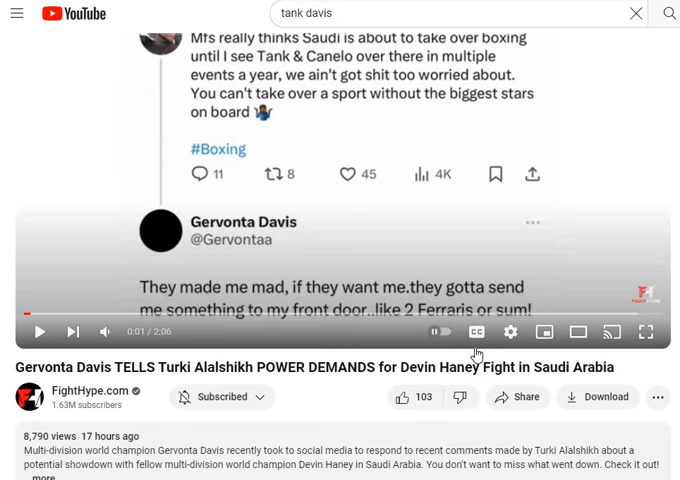 YouTube
tank davis
Mfs really thinks Saudi is about to take over boxing
until I see Tank & Canelo over there in multiple
events a year, we ain't got shit too worried about.
You can't take over a sport without the biggest stars
on board 🤷🏾‍♂️
#Boxing
11 8 45 4K
Gervonta Davis
@Gervontaa
They made me mad, if they want me.they gotta send
me something to my front door..like 2 Ferraris or sum!
0:01 / 2:06
CC
Gervonta Davis TELLS Turki Alalshikh POWER DEMANDS for Devin Haney Fight in Saudi Arabia
FightHype.com
1.63M subscribers
Subscribed
103
Share
Download
8,790 views 17 hours ago
Multi-division world champion Gervonta Davis recently took to social media to respond to recent comments made by Turki Alalshikh about a
potential showdown with fellow multi-division world champion Devin Haney in Saudi Arabia. You don't want to miss what went down. Check it out!
...more